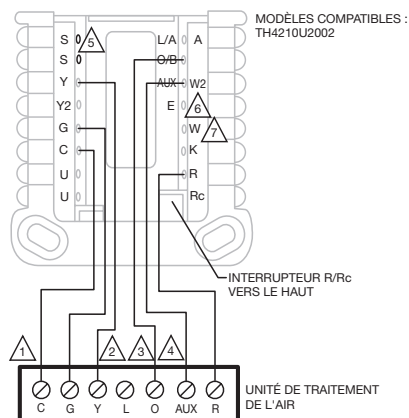 MODÈLES COMPATIBLES :
TH4210U2002
S 5 L/A A
S O/B
Y AUX W2
Y2 E 6
G W 7
C K
U R
U Rc
INTERRUPTEUR R/Rc
VERS LE HAUT
1 2 3 4
C G Y L O AUX R
UNITÉ DE TRAITEMENT
DE L'AIR